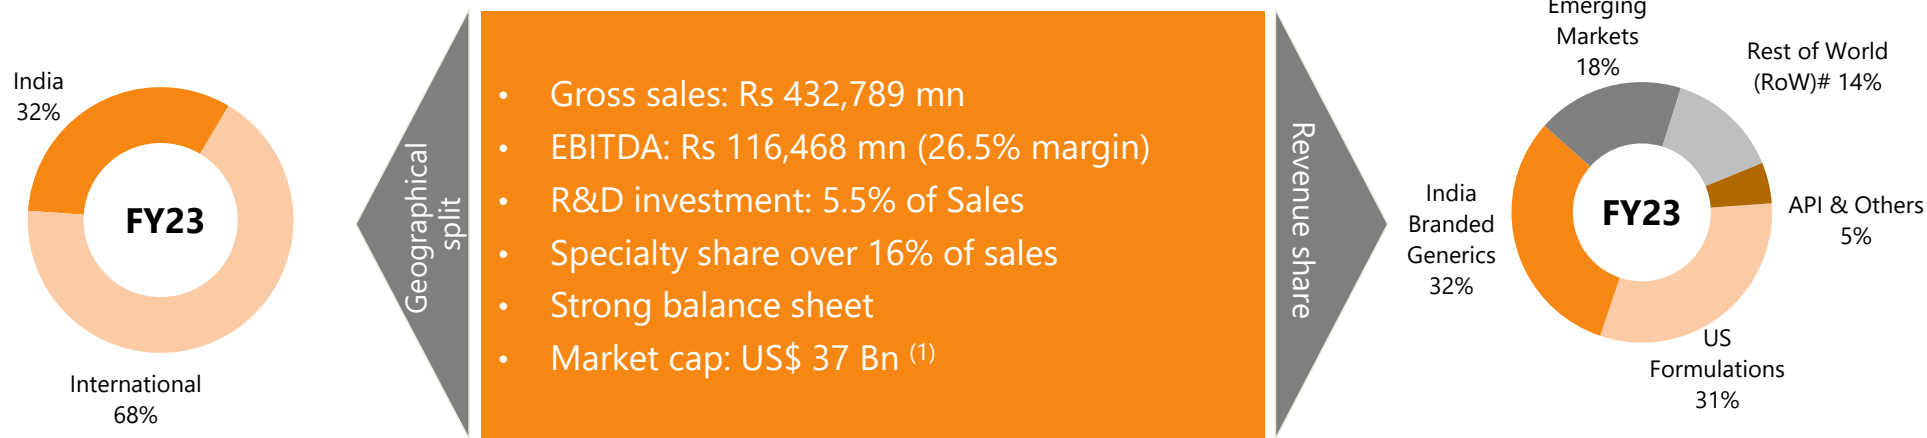 India
32%
FY23
International
68%
Geographical
split
• Gross sales: Rs 432,789 mn
• EBITDA: Rs 116,468 mn (26.5% margin)
• R&D investment: 5.5% of Sales
• Specialty share over 16% of sales
• Strong balance sheet
• Market cap: US$ 37 Bn (1)
Revenue share
Emerging
Markets
18%
Rest of World
(RoW)# 14%
India
Branded
Generics
32%
FY23
API & Others
5%
US
Formulations
31%